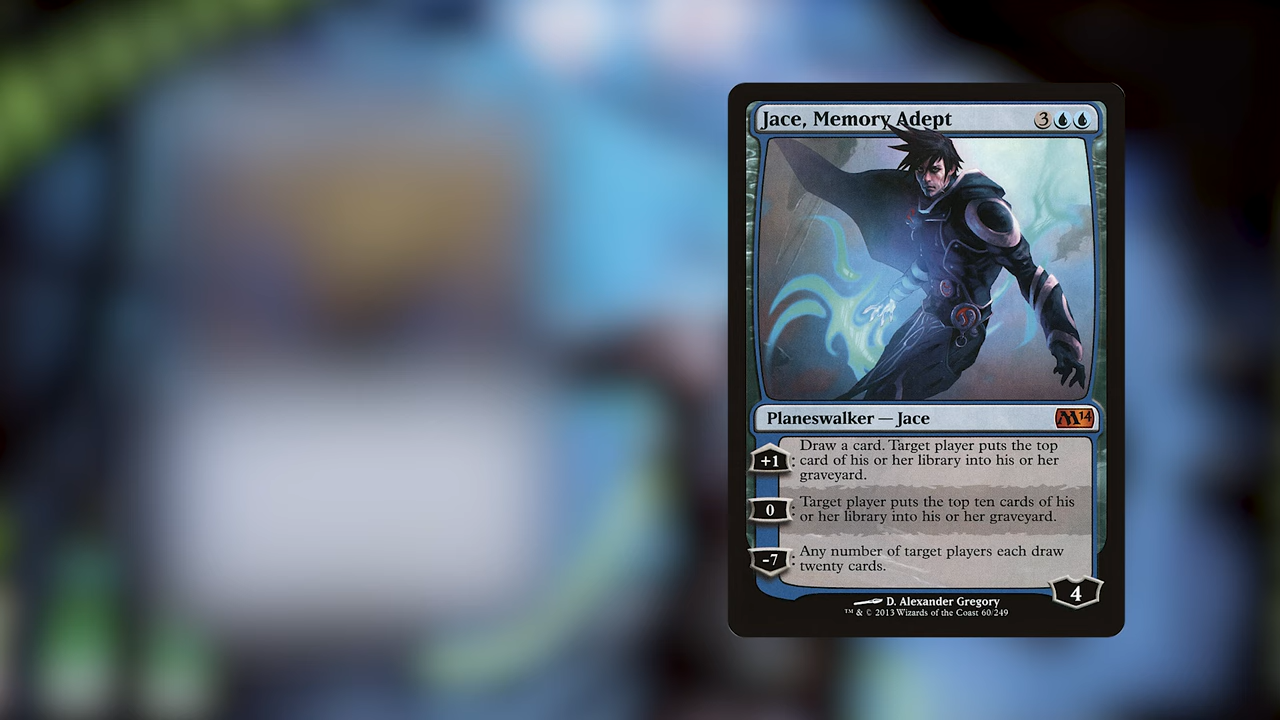 Jace, Memory Adept 3
Planeswalker — Jace M14
+1: Draw a card. Target player puts the top
card of his or her library into his or her
graveyard.
0: Target player puts the top ten cards of his
or her library into his or her graveyard.
-7: Any number of target players each draw
twenty cards.
4
D. Alexander Gregory
™ & © 2013 Wizards of the Coast 60/249